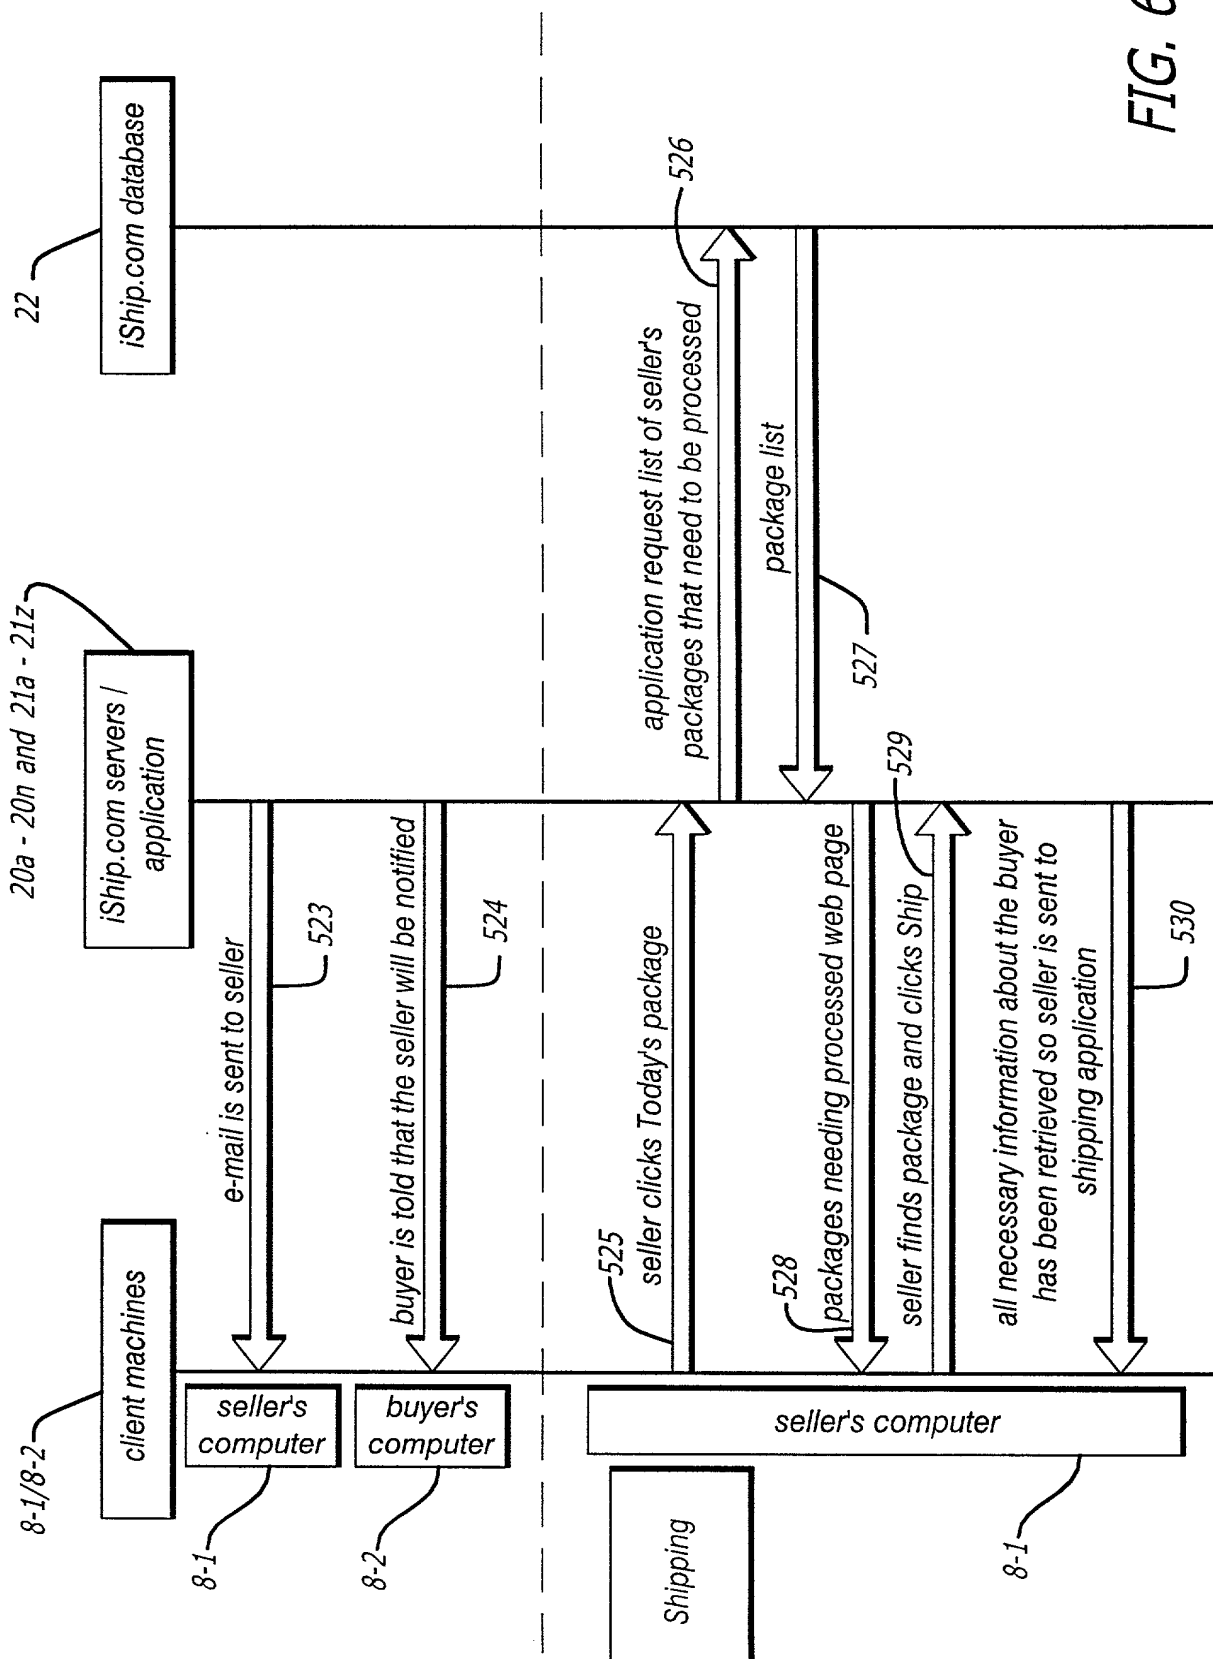 8-1/8-2
client machines
20a - 20n and 21a - 21z
iShip.com servers /
application
22
iShip.com database
8-1
seller's
computer
e-mail is sent to seller
523
8-2
buyer's
computer
buyer is told that the seller will be notified
524
Shipping
8-1
seller's computer
525
seller clicks Today's package
application request list of seller's
packages that need to be processed
526
package list
527
528
packages needing processed web page
seller finds package and clicks Ship
529
all necessary information about the buyer
has been retrieved so seller is sent to
shipping application
530
FIG. 6